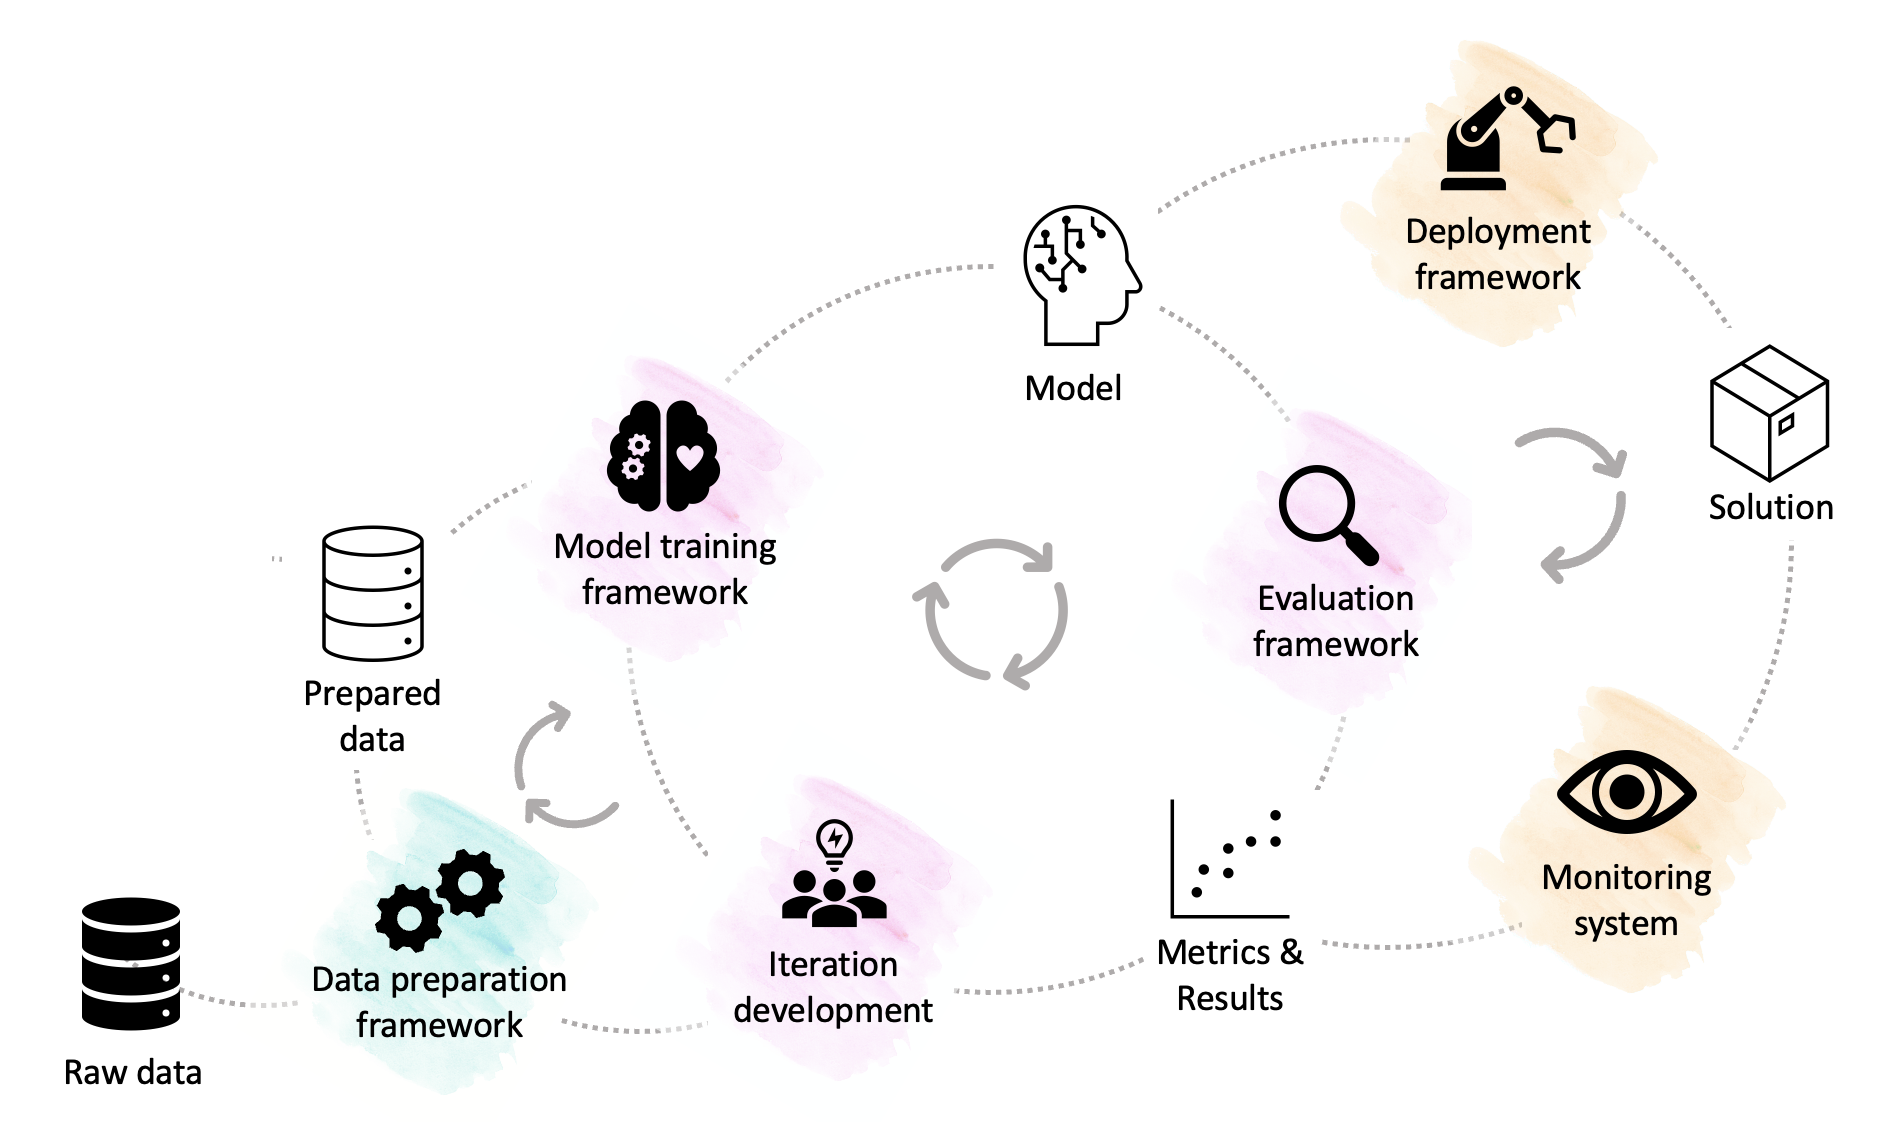 Deployment
framework
Model
Solution
Model training
framework
Evaluation
framework
Prepared
data
Monitoring
system
Iteration
development
Metrics &
Results
Data preparation
framework
Raw data